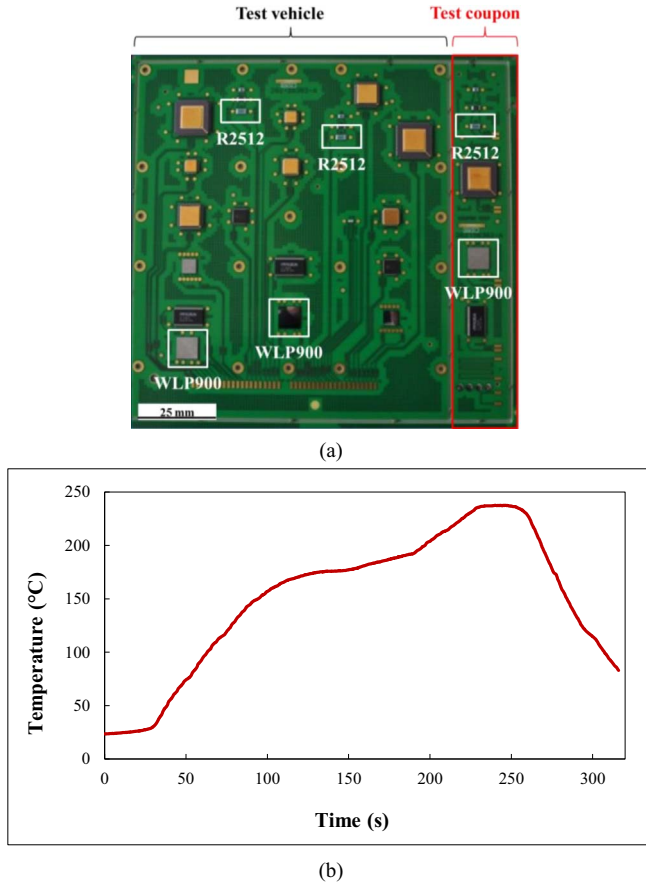 Test vehicle
Test coupon
R2512
R2512
R2512
WLP900
WLP900
WLP900
25 mm
(a)
250
200
150
100
50
0
0 50 100 150 200 250 300
Temperature (°C)
Time (s)
(b)